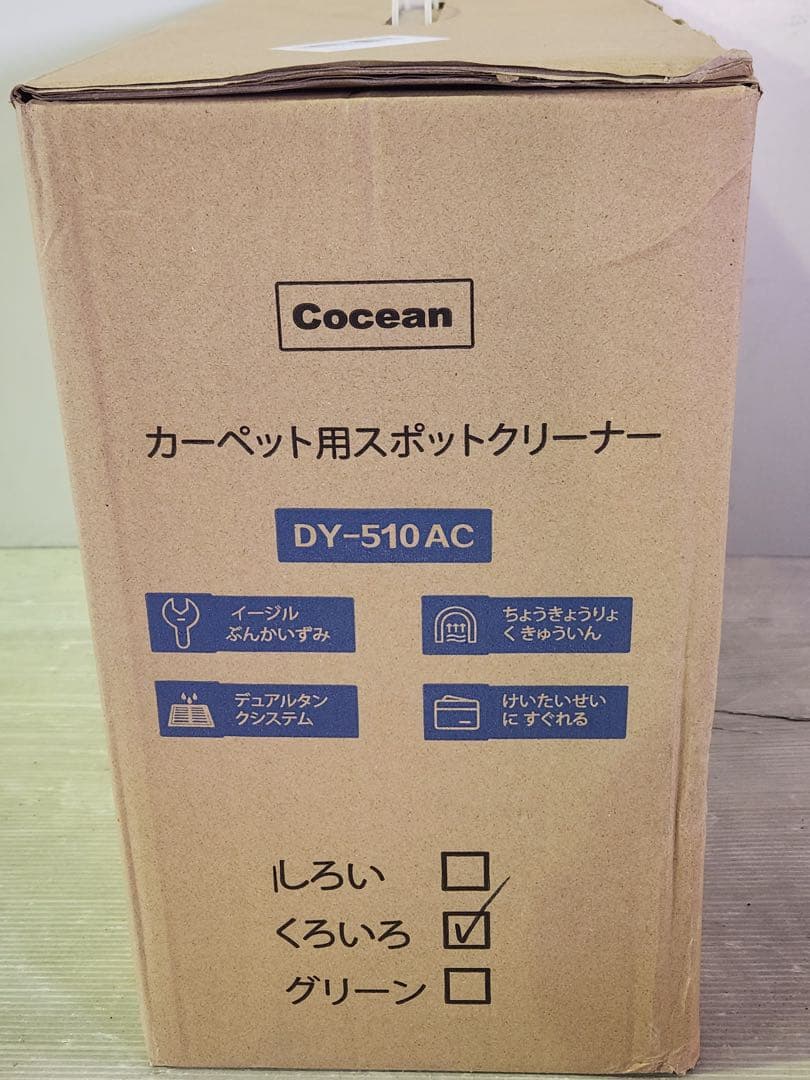 Cocean
カーペット用スポットクリーナー
DY-510AC
イージル
ぶんかいずみ
ちょうきょうりょ
くきゅういん
デュアルタン
クシステム
けいたいせい
に すぐれる
しろい
くろいろ
グリーン